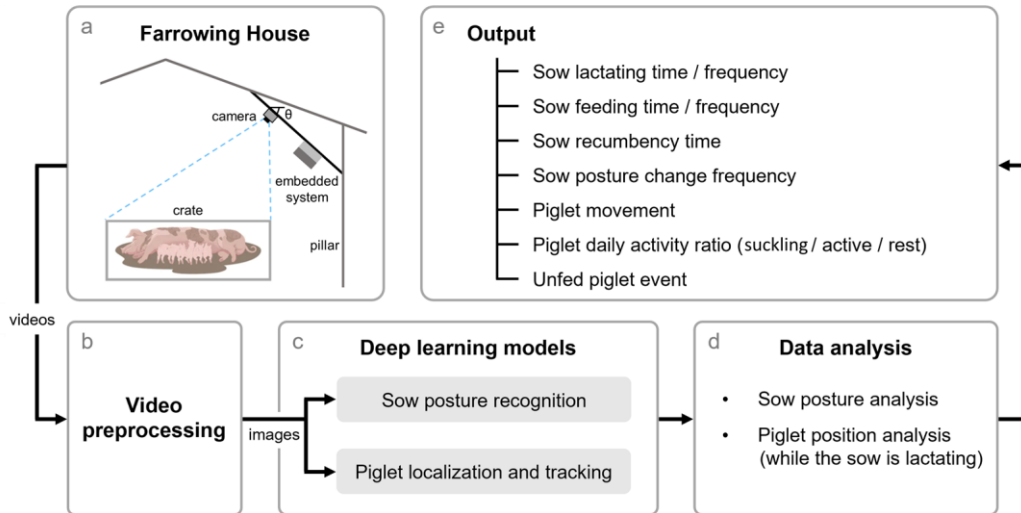 a
Farrowing House
camera
θ
embedded
system
crate
pillar
videos
b
Video
preprocessing
images
c
Deep learning models
Sow posture recognition
Piglet localization and tracking
d
Data analysis
• Sow posture analysis
• Piglet position analysis
(while the sow is lactating)
e
Output
Sow lactating time / frequency
Sow feeding time / frequency
Sow recumbency time
Sow posture change frequency
Piglet movement
Piglet daily activity ratio (suckling / active / rest)
Unfed piglet event